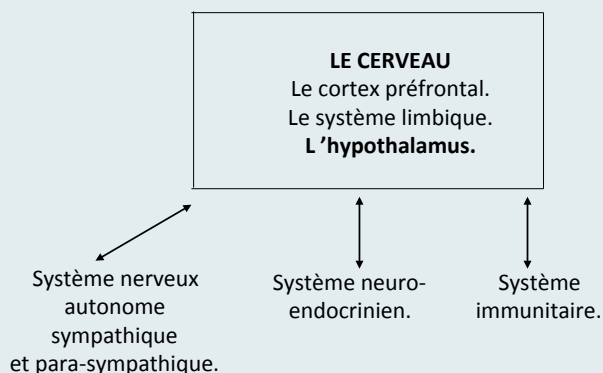 LE CERVEAU
Le cortex préfrontal.
Le système limbique.
L ’hypothalamus.
Système nerveux
autonome
sympathique
et para-sympathique.
Système neuro-
endocrinien.
Système
immunitaire.